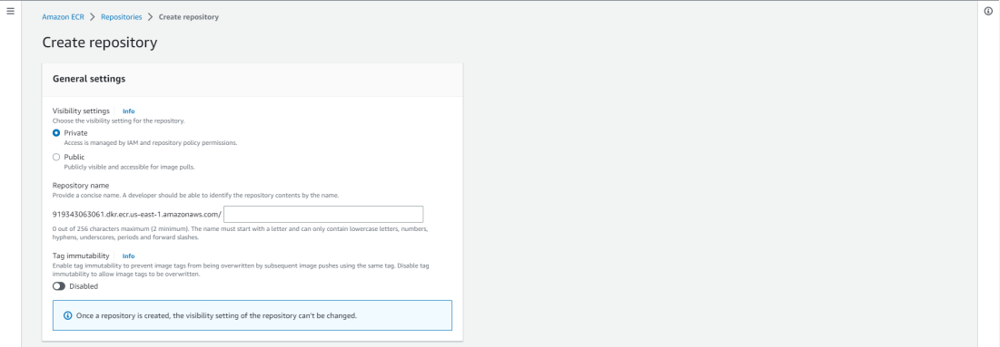 Amazon ECR > Repositories > Create repository
Create repository
General settings
Visibility settings Info
Choose the visibility setting for the repository.
Private
Access is managed by IAM and repository policy permissions.
Public
Publicly visible and accessible for image pulls.
Repository name
Provide a concise name. A developer should be able to identify the repository contents by the name.
919343063061.dkr.ecr.us-east-1.amazonaws.com/
0 out of 256 characters maximum (2 minimum). The name must start with a letter and can only contain lowercase letters, numbers,
hyphens, underscores, periods and forward slashes.
Tag immutability Info
Enable tag immutability to prevent image tags from being overwritten by subsequent image pushes using the same tag. Disable tag
immutability to allow image tags to be overwritten.
Disabled
Once a repository is created, the visibility setting of the repository can't be changed.